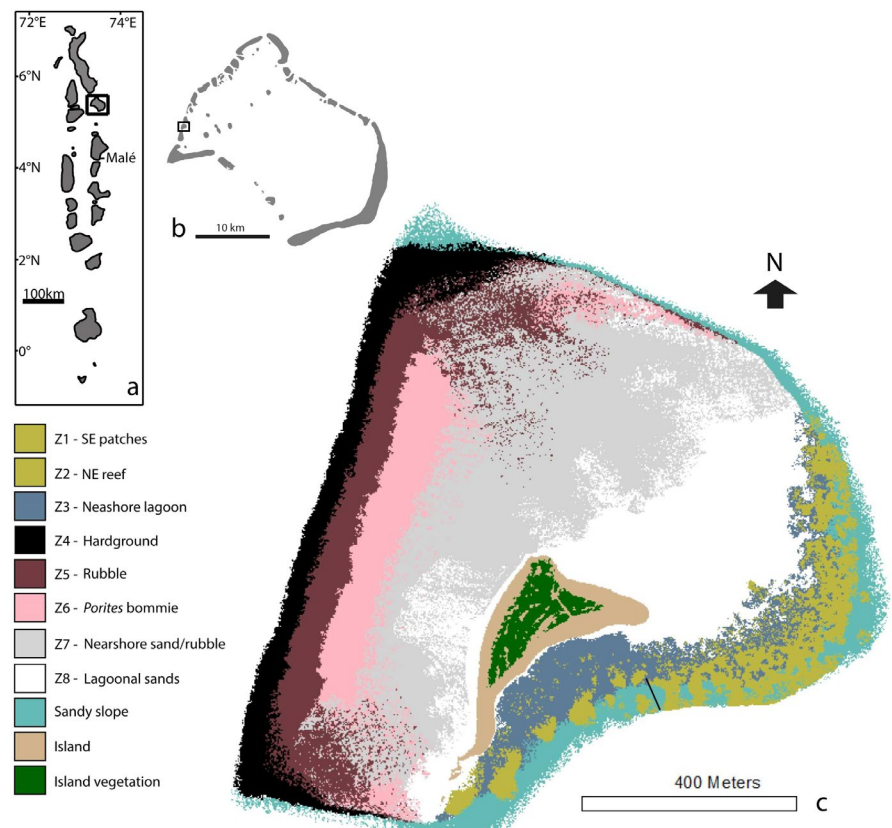 72°E 74°E
6°N
Malé
4°N
2°N
100km
0°
a
b
10 km
N
Z1 - SE patches
Z2 - NE reef
Z3 - Neashore lagoon
Z4 - Hardground
Z5 - Rubble
Z6 - Porites bommie
Z7 - Nearshore sand/rubble
Z8 - Lagoonal sands
Sandy slope
Island
Island vegetation
400 Meters
c